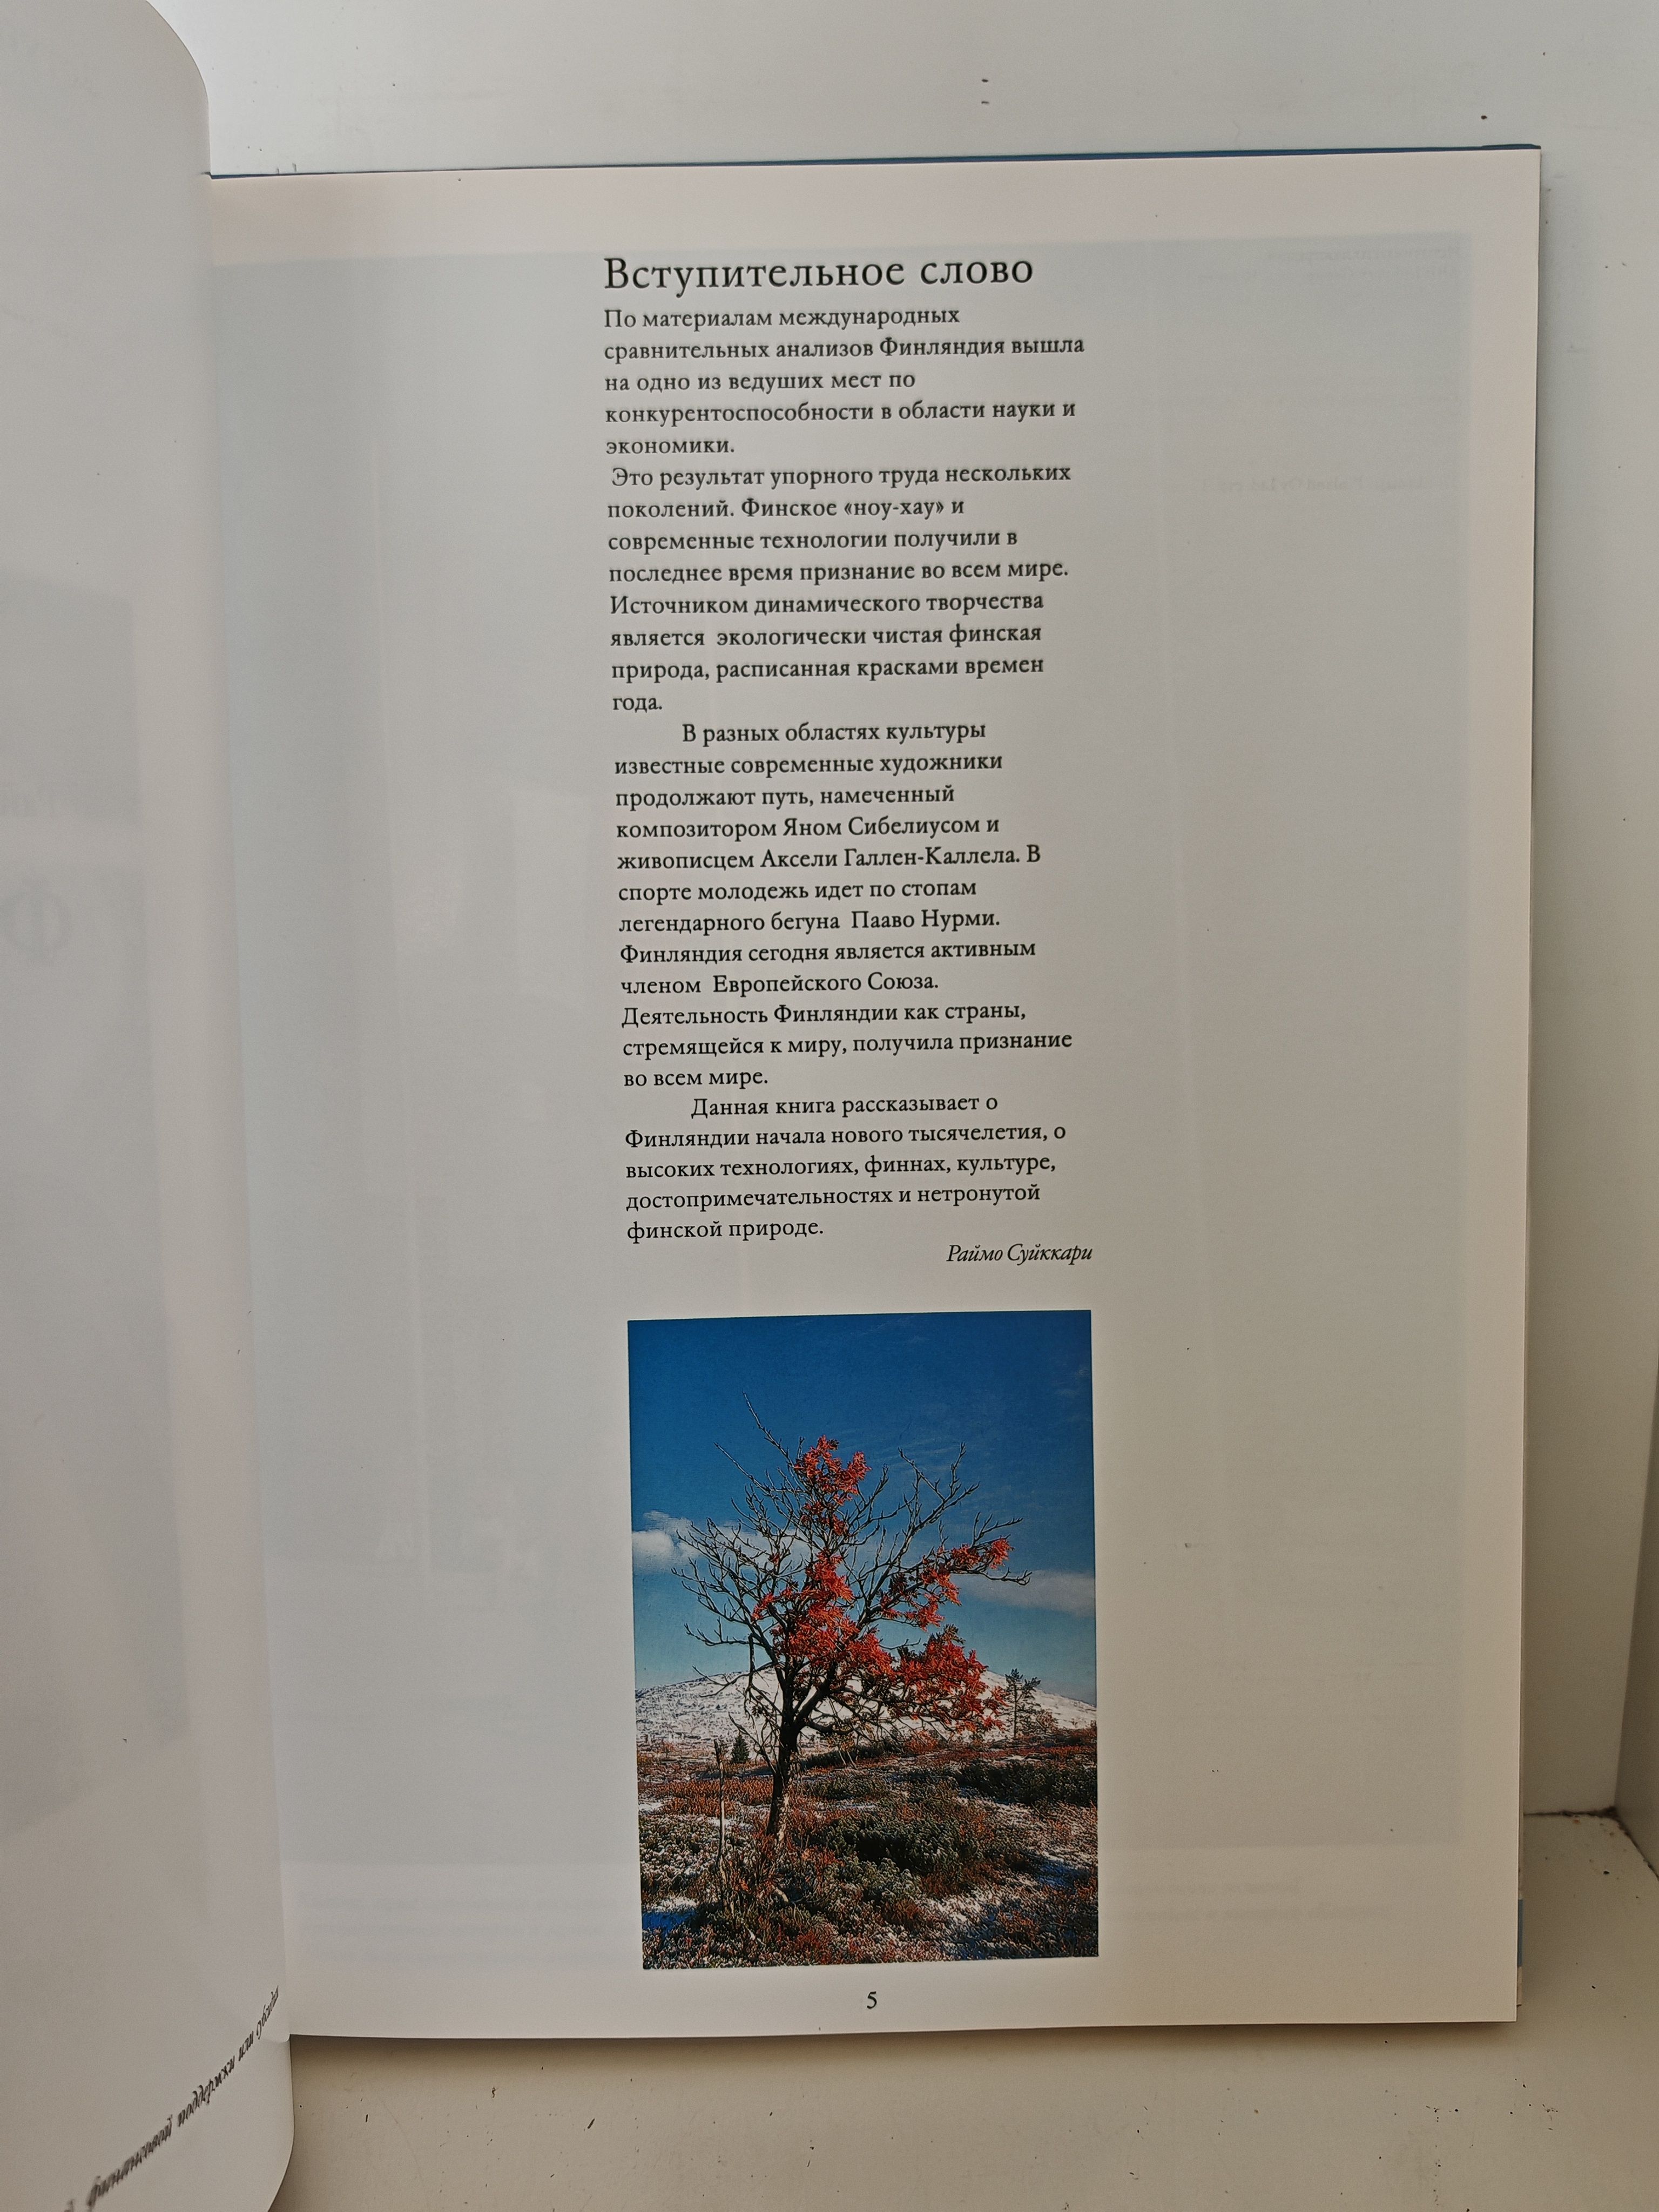 Вступительное слово
По материалам международных
сравнительных анализов Финляндия вышла
на одно из ведуших мест по
конкурентоспособности в области науки и
экономики.
Это результат упорного труда нескольких
поколений. Финское «ноу-хау» и
современные технологии получили в
последнее время признание во всем мире.
Источником динамического творчества
является экологически чистая финская
природа, расписанная красками времен
года.
В разных областях культуры
известные современные художники
продолжают путь, намеченный
композитором Яном Сибелиусом и
живописцем Аксели Галлен-Каллела. В
спорте молодежь идет по стопам
легендарного бегуна Пааво Нурми.
Финляндия сегодня является активным
членом Европейского Союза.
Деятельность Финляндии как страны,
стремящейся к миру, получила признание
во всем мире.
Данная книга рассказывает о
Финляндии начала нового тысячелетия, о
высоких технологиях, финнах, культуре,
достопримечательностях и нетронутой
финской природе.
Раймо Суйккари
5
финансовой поддержки или